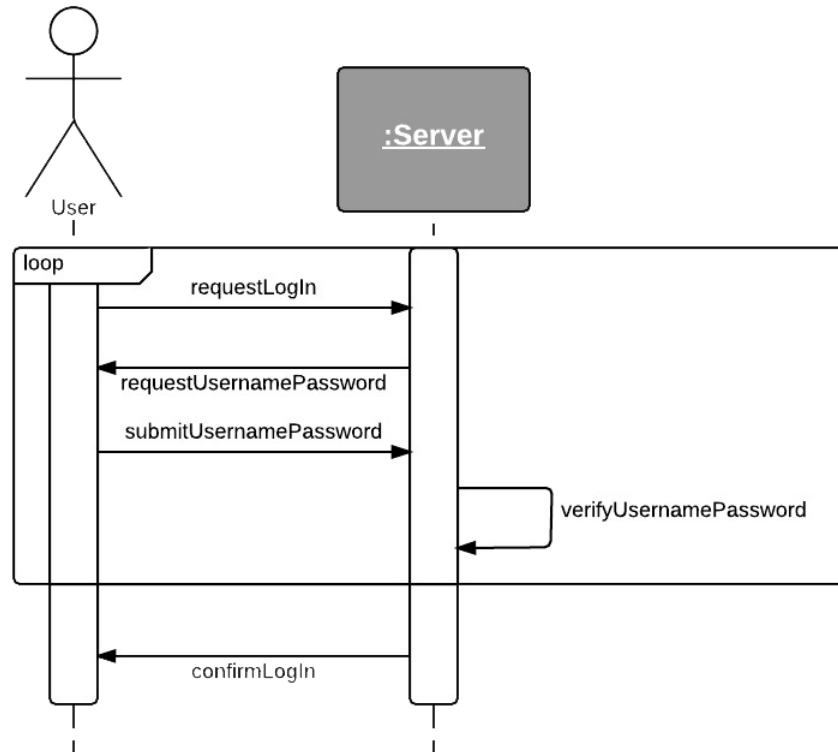 User
:Server
loop
requestLogIn
requestUsernamePassword
submitUsernamePassword
verifyUsernamePassword
confirmLogIn